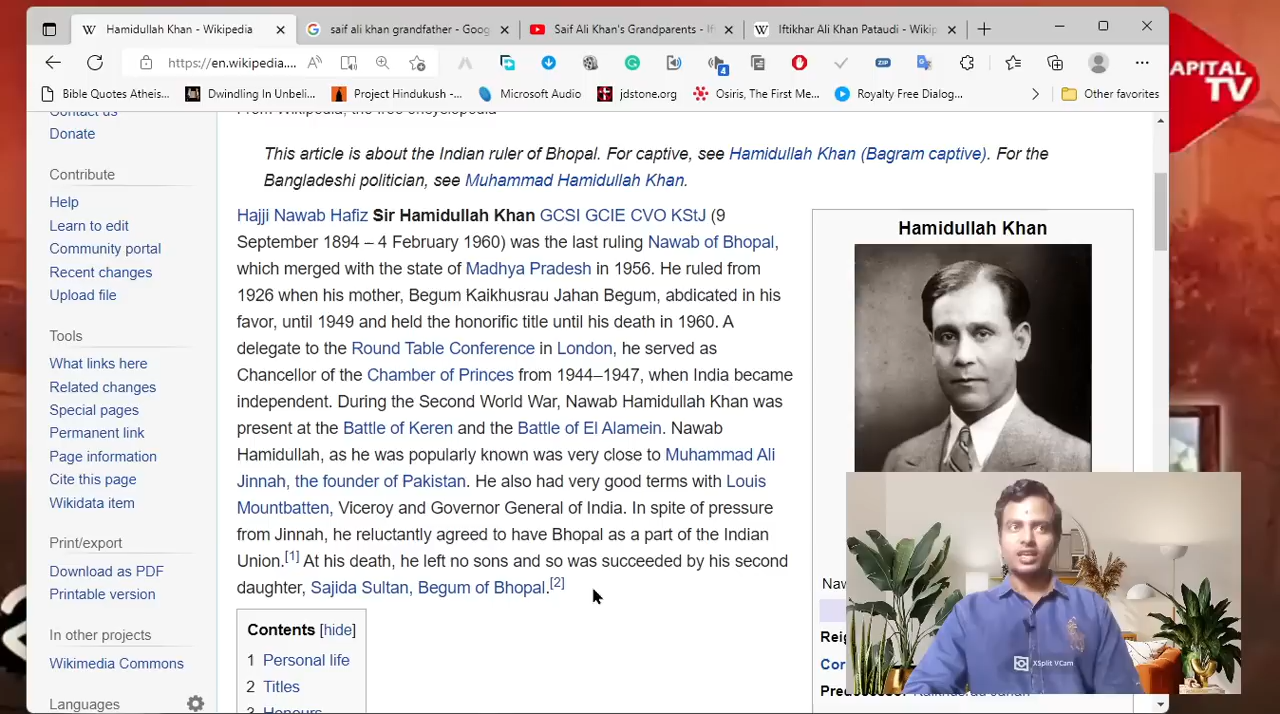 Hamidullah Khan - Wikipedia
saif ali khan grandfather - Goog
Saif Ali Khan's Grandparents - Ift
Iftikhar Ali Khan Pataudi - Wikip
https://en.wikipedia....
4
ZIP
Bible Quotes Atheis...
Dwindling In Unbeli...
Project Hindukush -...
Microsoft Audio
jdstone.org
Osiris, The First Me...
Royalty Free Dialog...
Other favorites
APITAL
TV
Contact us
Donate
Contribute
Help
Learn to edit
Community portal
Recent changes
Upload file
Tools
What links here
Related changes
Special pages
Permanent link
Page information
Cite this page
Wikidata item
Print/export
Download as PDF
Printable version
In other projects
Wikimedia Commons
Languages
From Wikipedia, the free encyclopedia
This article is about the Indian ruler of Bhopal. For captive, see Hamidullah Khan (Bagram captive). For the
Bangladeshi politician, see Muhammad Hamidullah Khan.
Hajji Nawab Hafiz Sir Hamidullah Khan GCSI GCIE CVO KStJ (9
September 1894 – 4 February 1960) was the last ruling Nawab of Bhopal,
which merged with the state of Madhya Pradesh in 1956. He ruled from
1926 when his mother, Begum Kaikhusrau Jahan Begum, abdicated in his
favor, until 1949 and held the honorific title until his death in 1960. A
delegate to the Round Table Conference in London, he served as
Chancellor of the Chamber of Princes from 1944–1947, when India became
independent. During the Second World War, Nawab Hamidullah Khan was
present at the Battle of Keren and the Battle of El Alamein. Nawab
Hamidullah, as he was popularly known was very close to Muhammad Ali
Jinnah, the founder of Pakistan. He also had very good terms with Louis
Mountbatten, Viceroy and Governor General of India. In spite of pressure
from Jinnah, he reluctantly agreed to have Bhopal as a part of the Indian
Union.[1] At his death, he left no sons and so was succeeded by his second
daughter, Sajida Sultan, Begum of Bhopal.[2]
Contents [hide]
1 Personal life
2 Titles
3 Honours
Hamidullah Khan
Naw
Reig
Cor
XSplit VCam